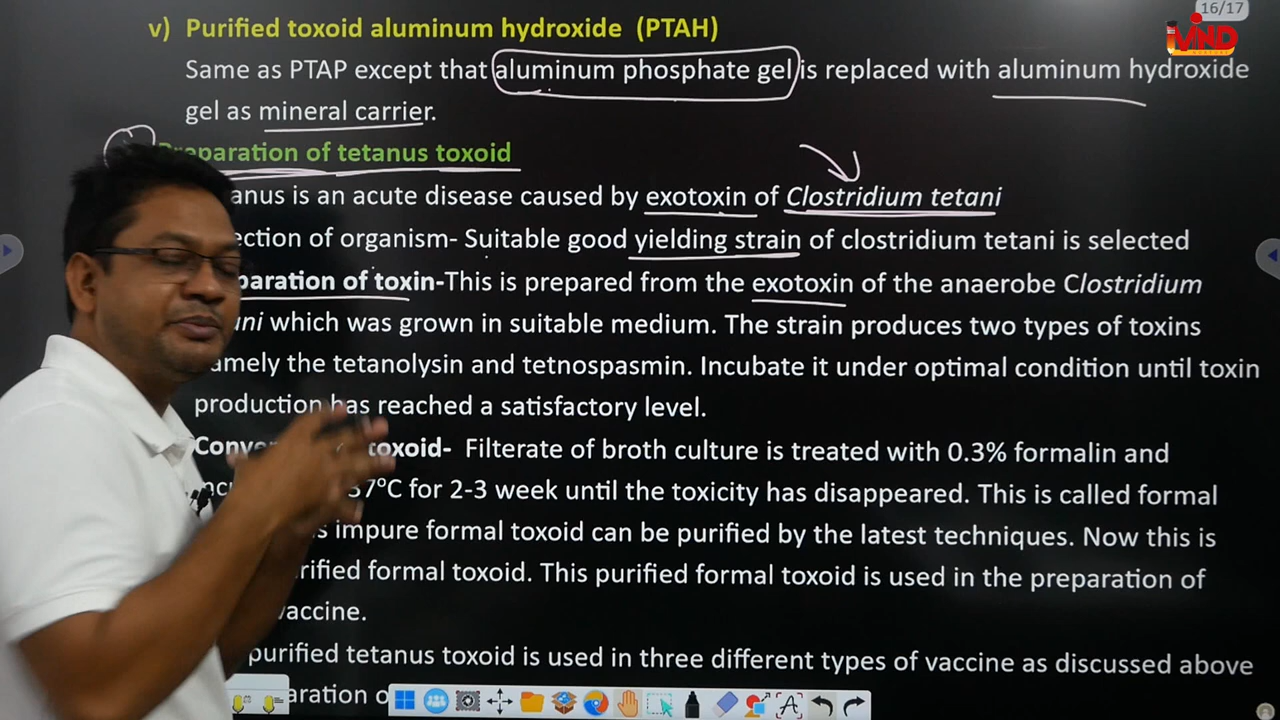 16/17
MIND
v) Purified toxoid aluminum hydroxide (PTAH)
Same as PTAP except that aluminum phosphate gel is replaced with aluminum hydroxide
gel as mineral carrier.
Preparation of tetanus toxoid
anus is an acute disease caused by exotoxin of Clostridium tetani
ection of organism- Suitable good yielding strain of clostridium tetani is selected
paration of toxin-This is prepared from the exotoxin of the anaerobe Clostridium
ani which was grown in suitable medium. The strain produces two types of toxins
amely the tetanolysin and tetnospasmin. Incubate it under optimal condition until toxin
production has reached a satisfactory level.
Conve toxoid- Filterate of broth culture is treated with 0.3% formalin and
37°C for 2-3 week until the toxicity has disappeared. This is called formal
s impure formal toxoid can be purified by the latest techniques. Now this is
rified formal toxoid. This purified formal toxoid is used in the preparation of
vaccine.
purified tetanus toxoid is used in three different types of vaccine as discussed above
aration o